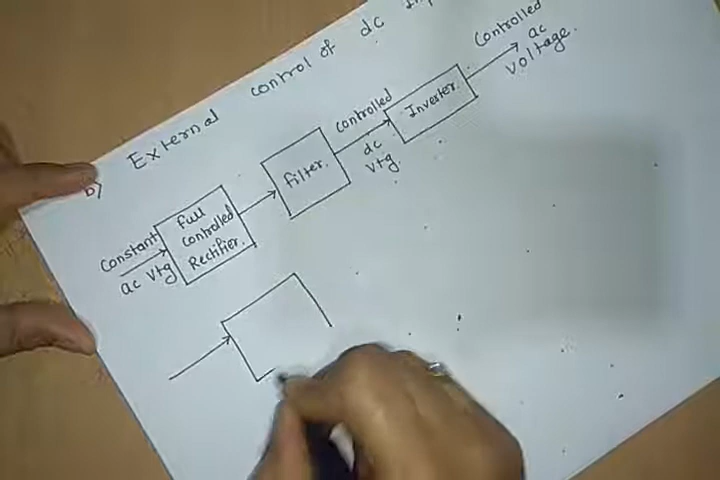 b) External control of dc
Constant
ac Vtg
Full
Controlled
Rectifier.
filter.
controlled
dc
Vtg.
Inverter.
Controlled
ac
Voltage.